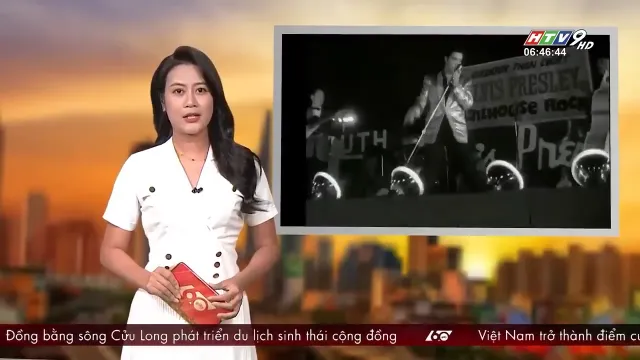 HTV9 HD
06:46:44
ELVIS PRESLEY
JAILHOUSE ROCK
Đồng bằng sông Cửu Long phát triển du lịch sinh thái cộng đồng
60
Việt Nam trở thành điểm c